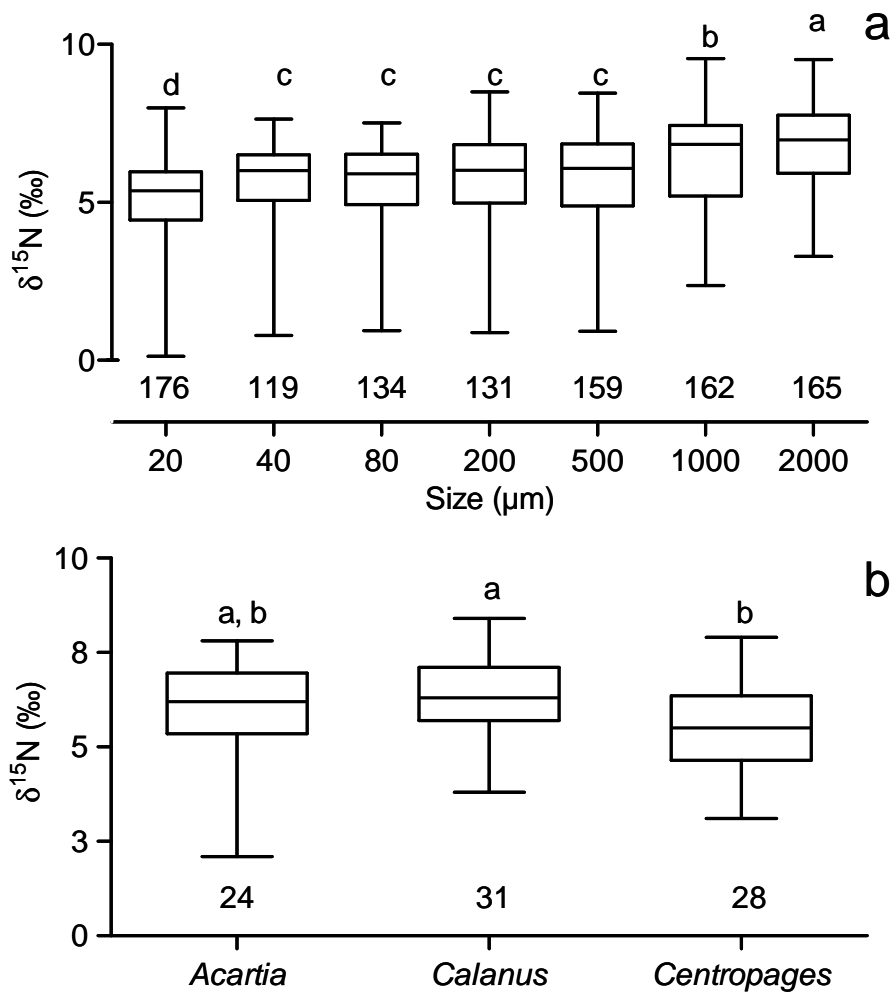 a
10
d c c c c b a
5
0
δ15N (‰)
176 119 134 131 159 162 165
20 40 80 200 500 1000 2000
Size (µm)
b
10
a, b a b
8
5
3
0
δ15N (‰)
24 31 28
Acartia Calanus Centropages